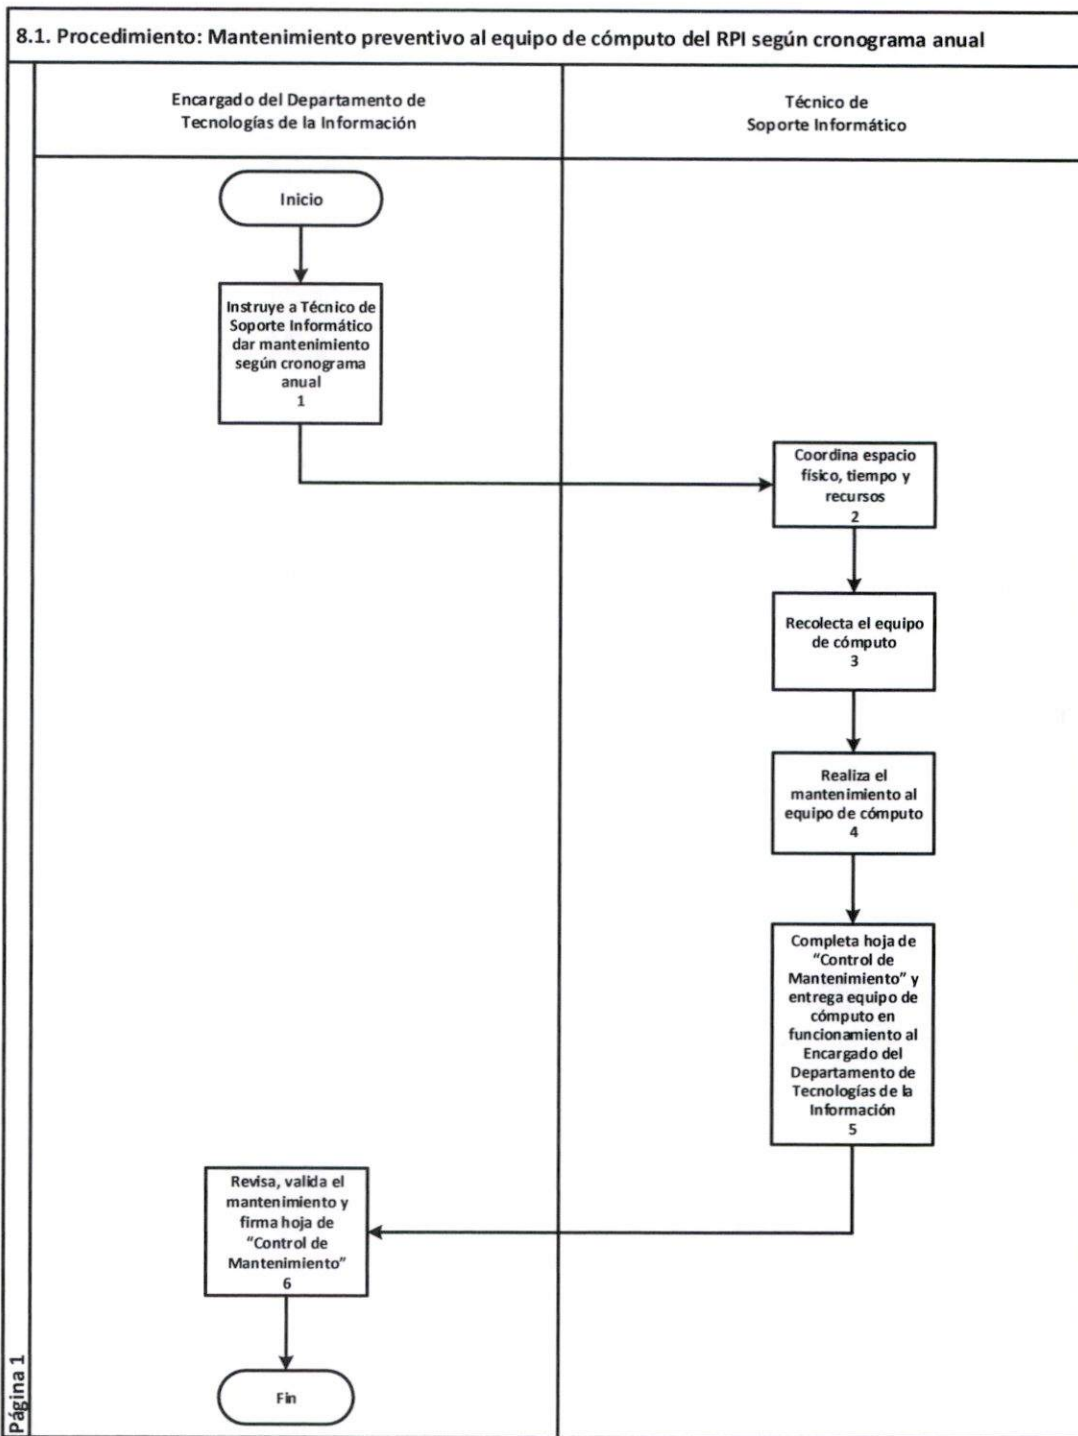 8.1. Procedimiento: Mantenimiento preventivo al equipo de cómputo del RPI según cronograma anual
Encargado del Departamento de
Tecnologías de la Información
Técnico de
Soporte Informático
Inicio
Instruye a Técnico de
Soporte Informático
dar mantenimiento
según cronograma
anual
1
Coordina espacio
físico, tiempo y
recursos
2
Recolecta el equipo
de cómputo
3
Realiza el
mantenimiento al
equipo de cómputo
4
Completa hoja de
“Control de
Mantenimiento” y
entrega equipo de
cómputo en
funcionamiento al
Encargado del
Departamento de
Tecnologías de la
Información
5
Revisa, valida el
mantenimiento y
firma hoja de
“Control de
Mantenimiento”
6
Fin
Página 1